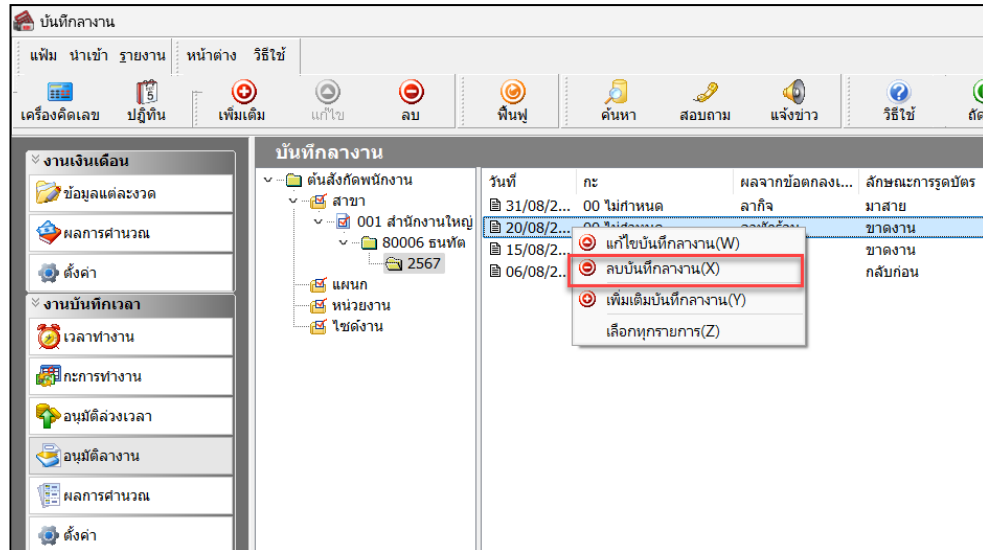 บันทึกลางาน
แฟ้ม นำเข้า รายงาน หน้าต่าง วิธีใช้
เครื่องคิดเลข ปฏิทิน เพิ่มเติม แก้ไข ลบ ฟื้นฟู ค้นหา สอบถาม แจ้งข่าว วิธีใช้
งานเงินเดือน
ข้อมูลแต่ละงวด
ผลการคำนวณ
ตั้งค่า
งานบันทึกเวลา
เวลาทำงาน
กะการทำงาน
อนุมัติล่วงเวลา
อนุมัติลางาน
ผลการคำนวณ
ตั้งค่า
บันทึกลางาน
ต้นสังกัดพนักงาน
สาขา
001 สำนักงานใหญ่
80006 ธนทัต
2567
แผนก
หน่วยงาน
ไซด์งาน
วันที่ กะ ผลจากข้อตกลงเ... ลักษณะการรูดบัตร
31/08/2... 00 ไม่กำหนด ลากิจ มาสาย
20/08/2... 00 ไม่กำหนด ขาดงาน
15/08/2... ขาดงาน
06/08/2... กลับก่อน
แก้ไขบันทึกลางาน(W)
ลบบันทึกลางาน(X)
เพิ่มเติมบันทึกลางาน(Y)
เลือกทุกรายการ(Z)